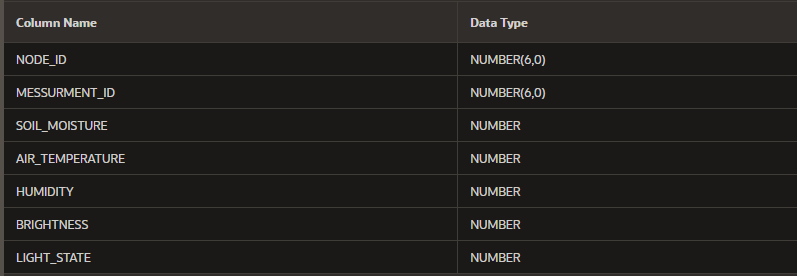 Column Name Data Type
NODE_ID NUMBER(6,0)
MESSURMENT_ID NUMBER(6,0)
SOIL_MOISTURE NUMBER
AIR_TEMPERATURE NUMBER
HUMIDITY NUMBER
BRIGHTNESS NUMBER
LIGHT_STATE NUMBER